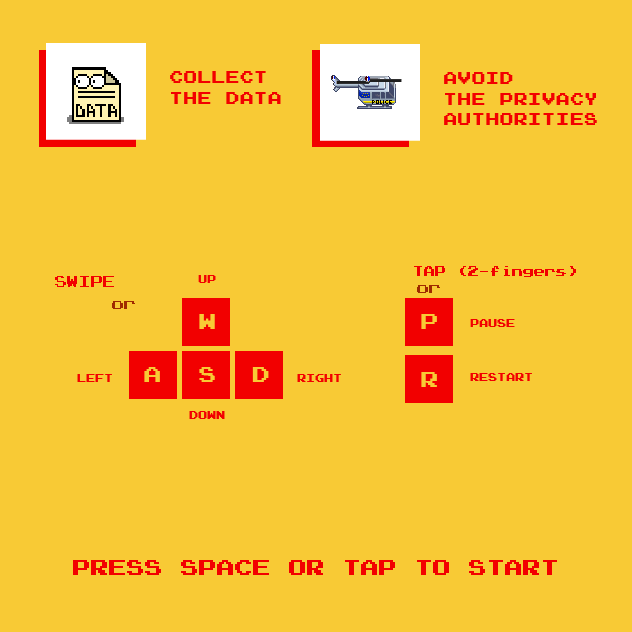 COLLECT
THE DATA
DATA
AVOID
THE PRIVACY
AUTHORITIES
POLICE
SWIPE
or
UP
W
LEFT
A
S
D
RIGHT
DOWN
TAP (2-fingers)
or
P
PAUSE
R
RESTART
PRESS SPACE OR TAP TO START